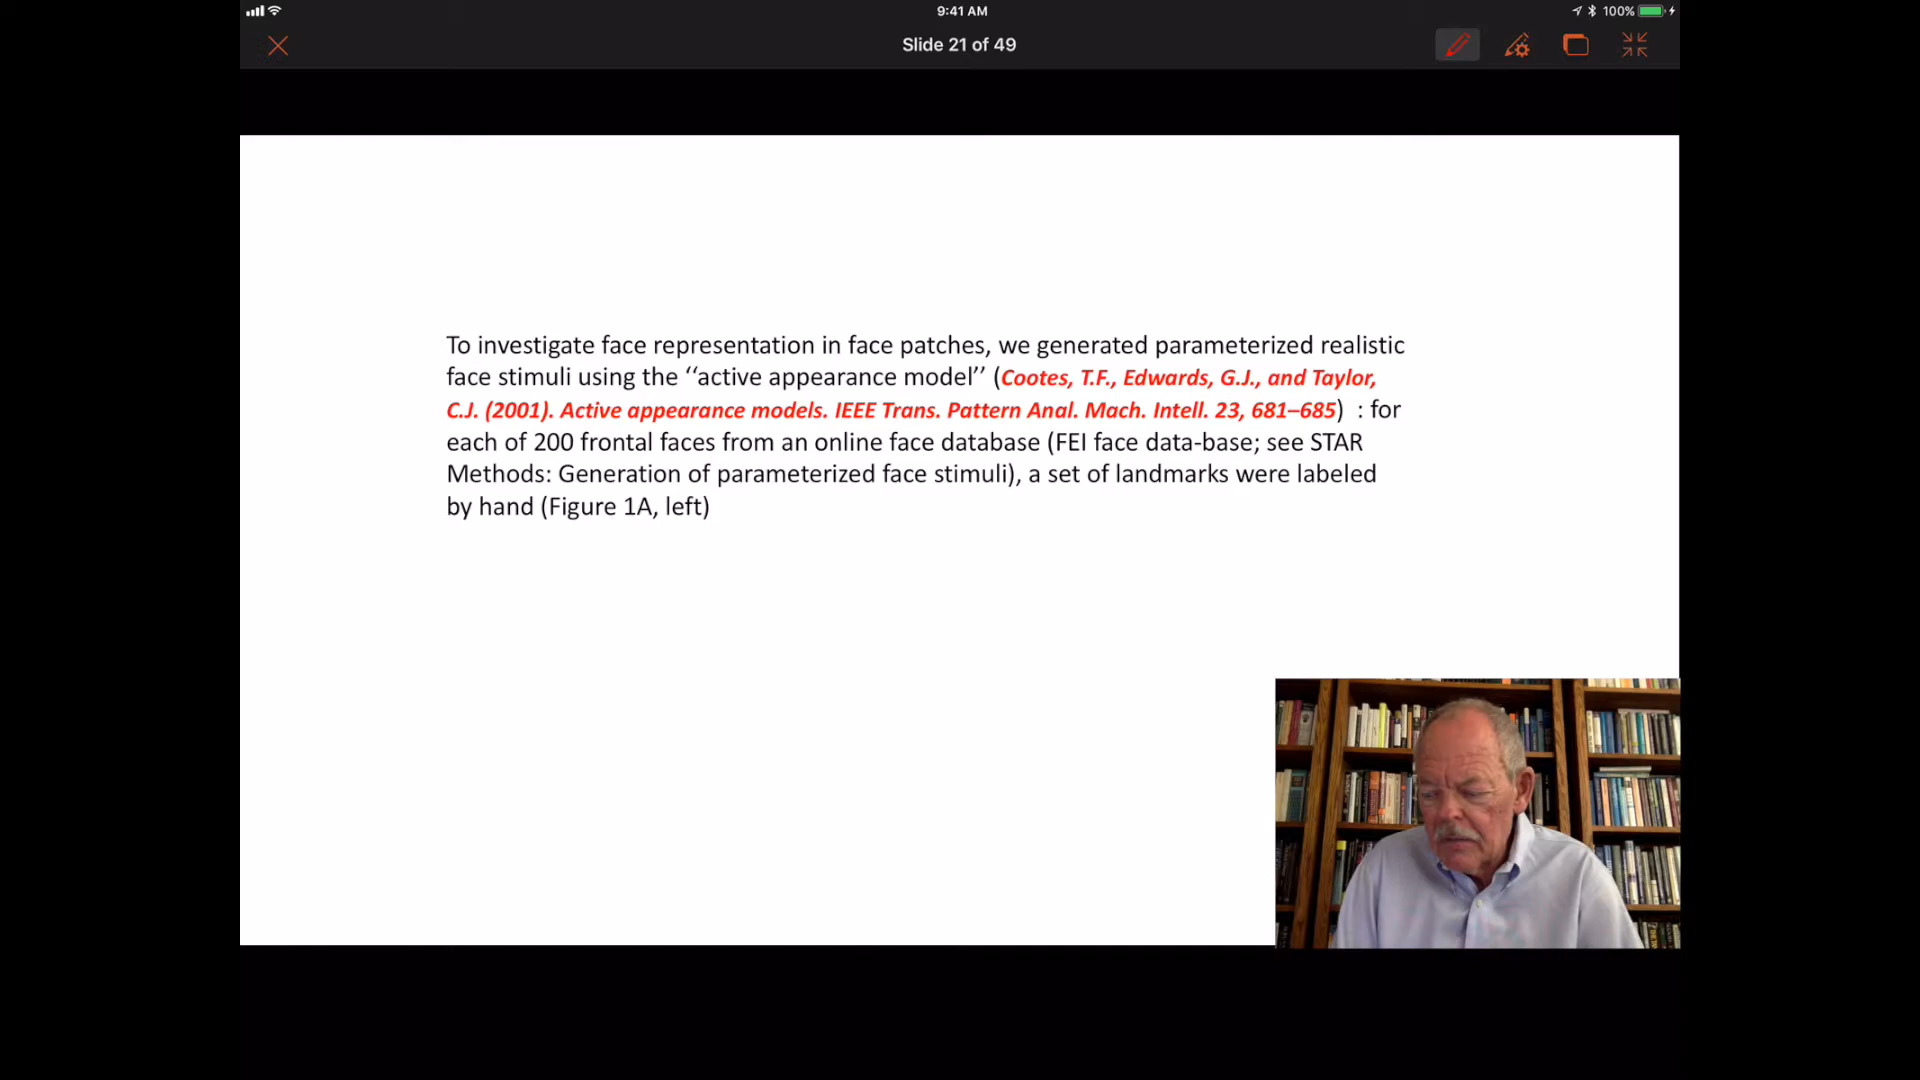 9:41 AM
100%
Slide 21 of 49
To investigate face representation in face patches, we generated parameterized realistic
face stimuli using the ‘‘active appearance model’’ (Cootes, T.F., Edwards, G.J., and Taylor,
C.J. (2001). Active appearance models. IEEE Trans. Pattern Anal. Mach. Intell. 23, 681–685)  : for
each of 200 frontal faces from an online face database (FEI face data-base; see STAR
Methods: Generation of parameterized face stimuli), a set of landmarks were labeled
by hand (Figure 1A, left)